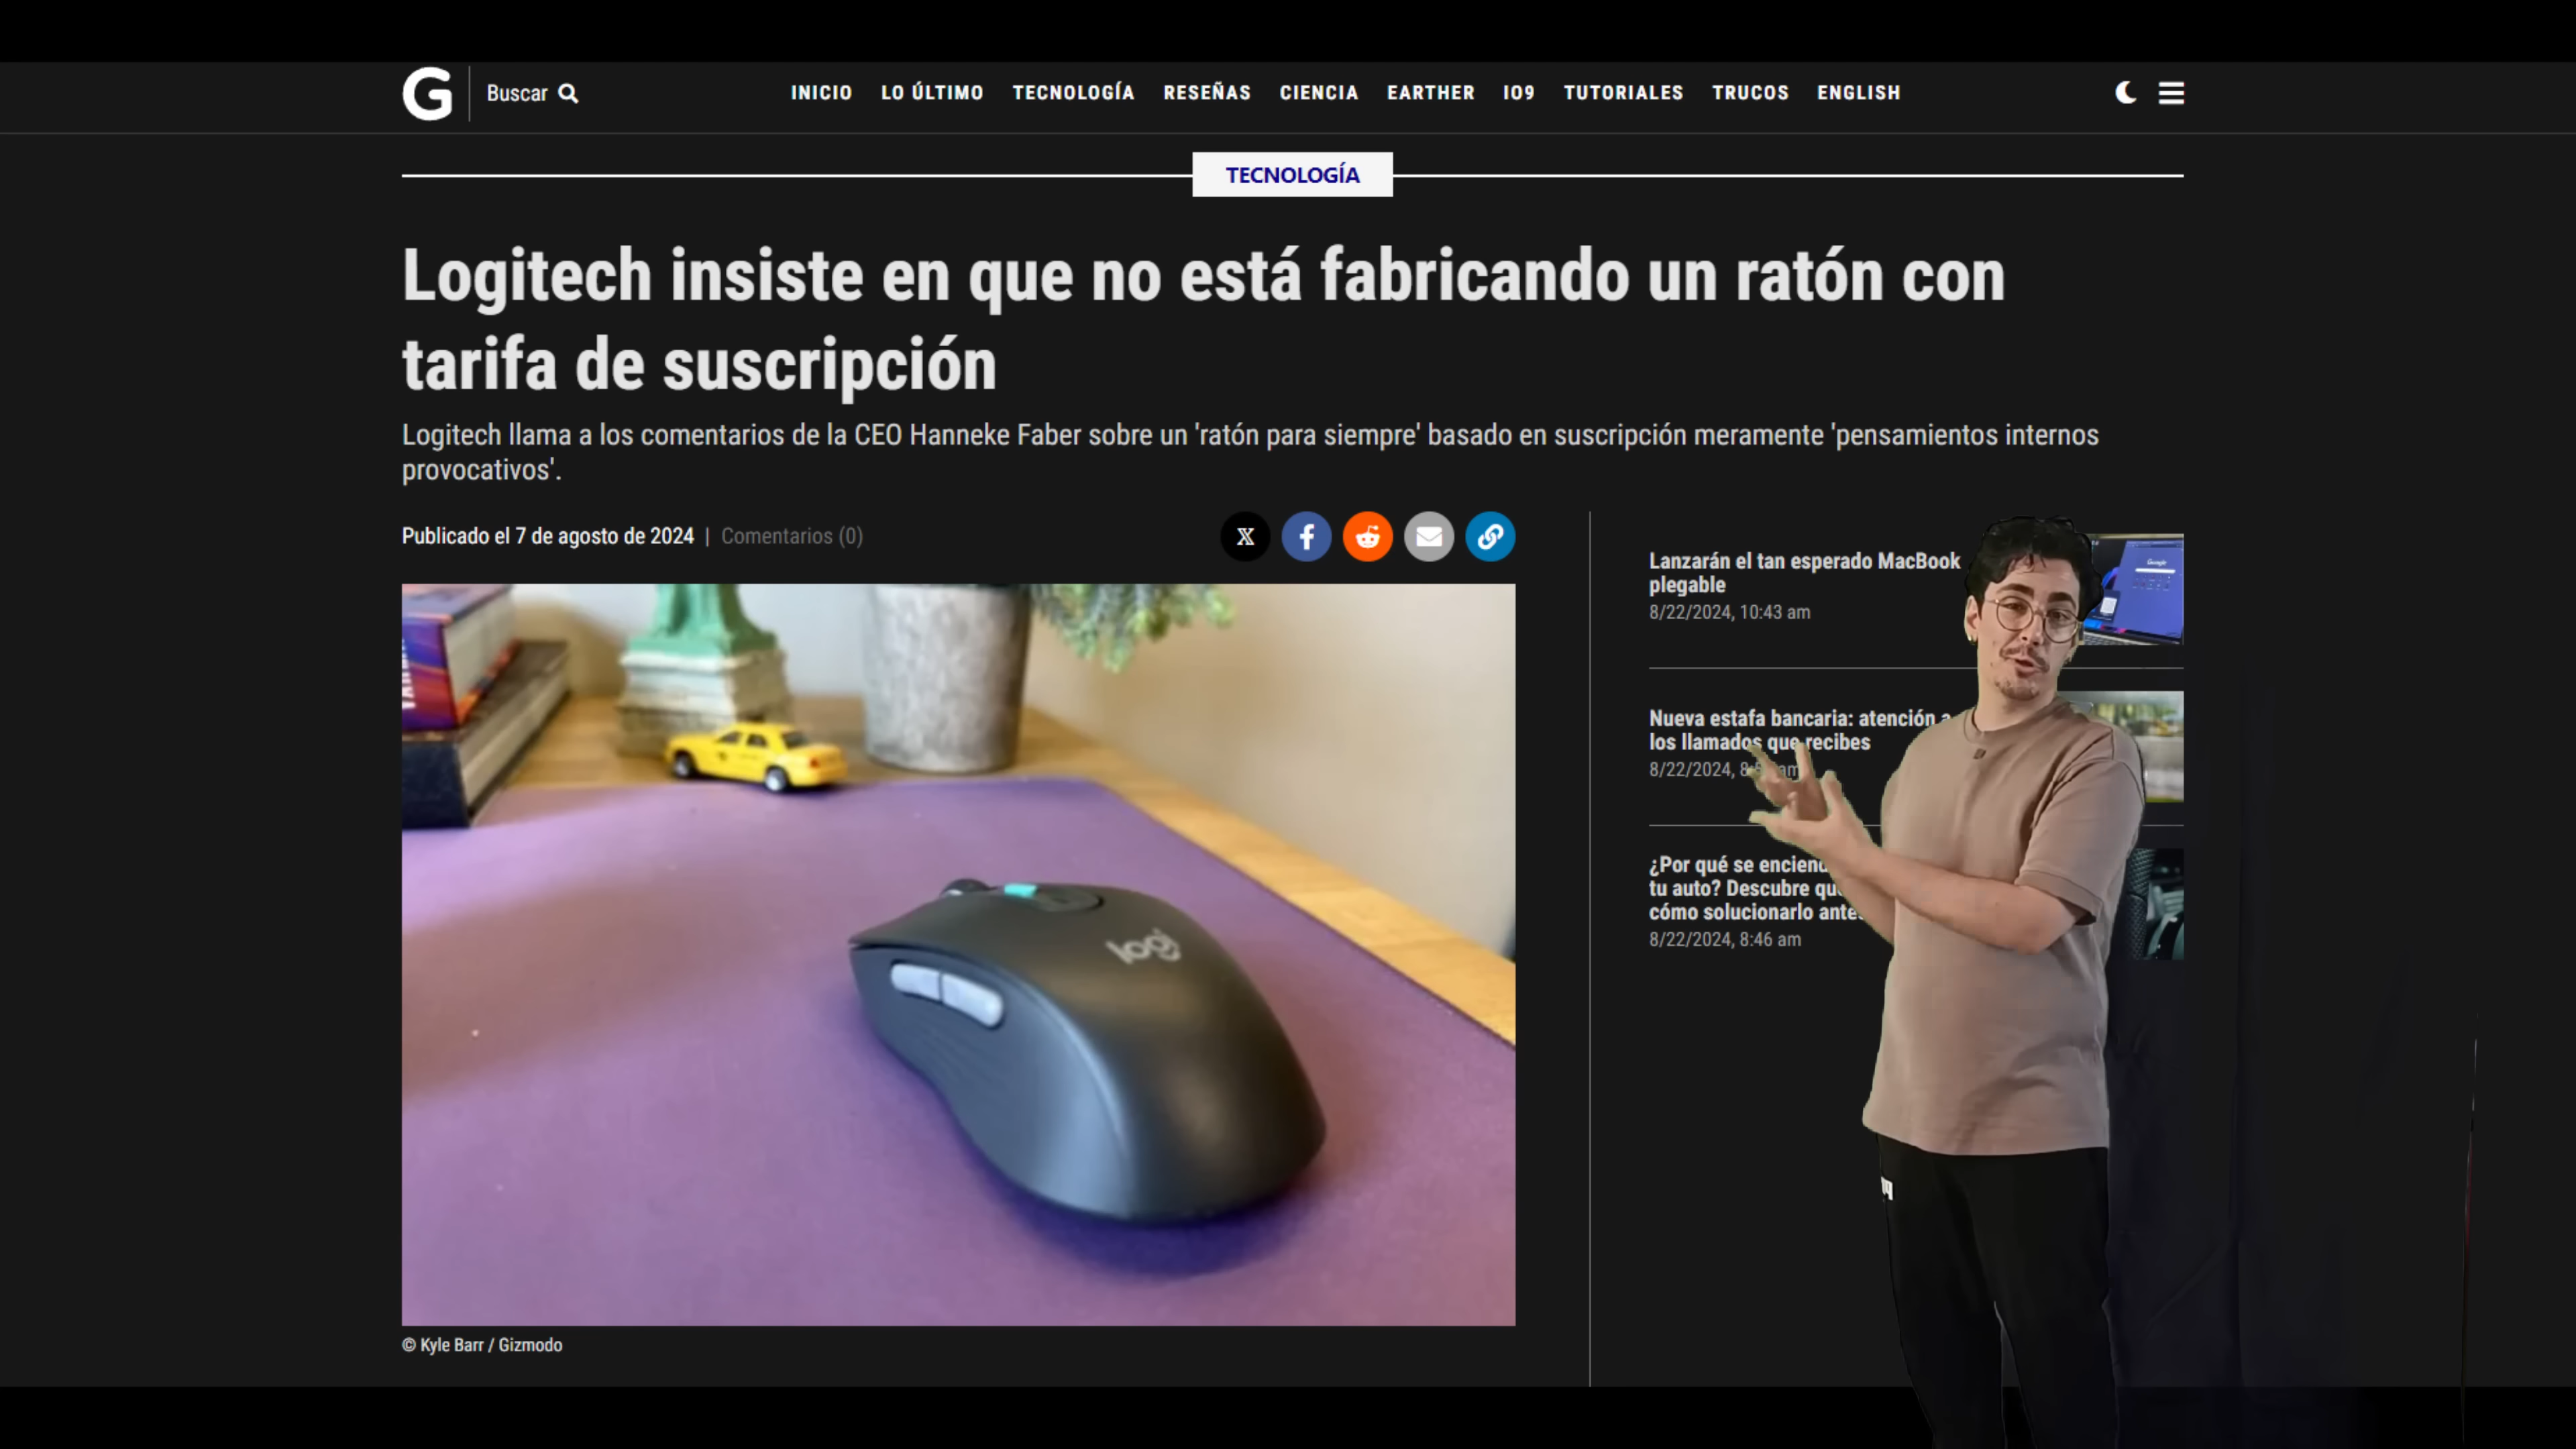 G
Buscar
INICIO LO ÚLTIMO TECNOLOGÍA RESEÑAS CIENCIA EARTHER IO9 TUTORIALES TRUCOS ENGLISH
TECNOLOGÍA
Logitech insiste en que no está fabricando un ratón con
tarifa de suscripción
Logitech llama a los comentarios de la CEO Hanneke Faber sobre un 'ratón para siempre' basado en suscripción meramente 'pensamientos internos
provocativos'.
Publicado el 7 de agosto de 2024 | Comentarios (0)
logi
© Kyle Barr / Gizmodo
Lanzarán el tan esperado MacBook
plegable
8/22/2024, 10:43 am
Nueva estafa bancaria: atención a
los llamados que recibes
8/22/2024, am
¿Por qué se
tu auto? Descubre
cómo solucionarlo
8/22/2024, 8:46 am